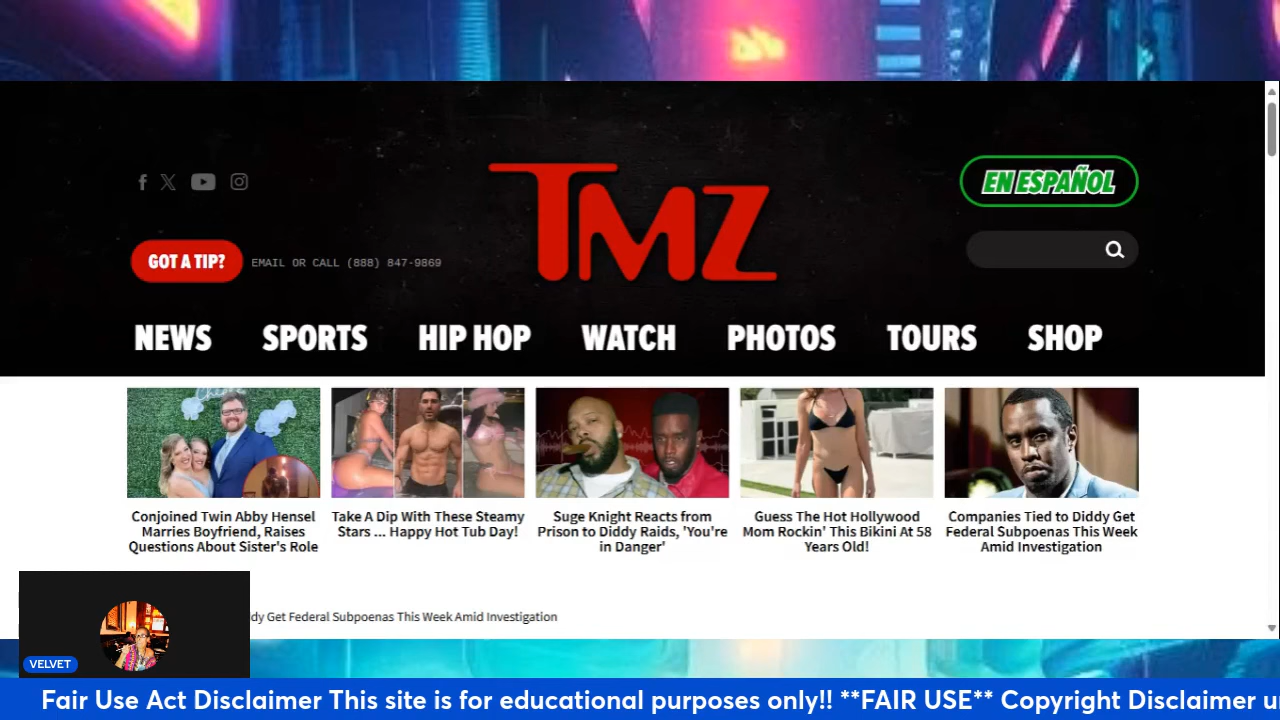 TMZ
EN ESPAÑOL
GOT A TIP?
EMAIL OR CALL (888) 847-9869
NEWS SPORTS HIP HOP WATCH PHOTOS TOURS SHOP
Conjoined Twin Abby Hensel
Marries Boyfriend, Raises
Questions About Sister's Role
Take A Dip With These Steamy
Stars ... Happy Hot Tub Day!
Suge Knight Reacts from
Prison to Diddy Raids, 'You're
in Danger'
Guess The Hot Hollywood
Mom Rockin' This Bikini At 58
Years Old!
Companies Tied to Diddy Get
Federal Subpoenas This Week
Amid Investigation
ddy Get Federal Subpoenas This Week Amid Investigation
VELVET
Fair Use Act Disclaimer This site is for educational purposes only!! **FAIR USE** Copyright Disclaimer u